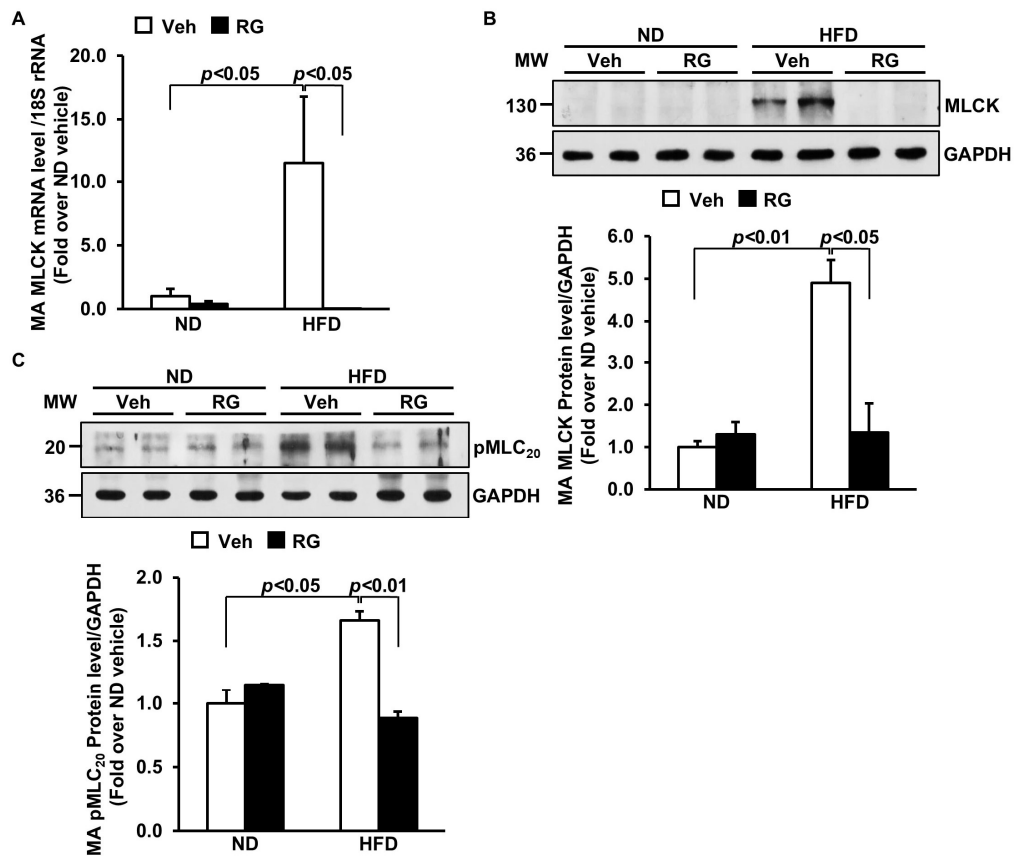 A
Veh RG
MA MLCK mRNA level /18S rRNA
(Fold over ND vehicle)
20.0
15.0
10.0
5.0
0.0
p<0.05 p<0.05
ND HFD
B
ND HFD
MW Veh RG Veh RG
130 MLCK
36 GAPDH
Veh RG
MA MLCK Protein level/GAPDH
(Fold over ND vehicle)
6.0
5.0
4.0
3.0
2.0
1.0
0.0
p<0.01 p<0.05
ND HFD
C
ND HFD
MW Veh RG Veh RG
20 pMLC20
36 GAPDH
Veh RG
MA pMLC20 Protein level/GAPDH
(Fold over ND vehicle)
2.0
1.5
1.0
0.5
0.0
p<0.05 p<0.01
ND HFD